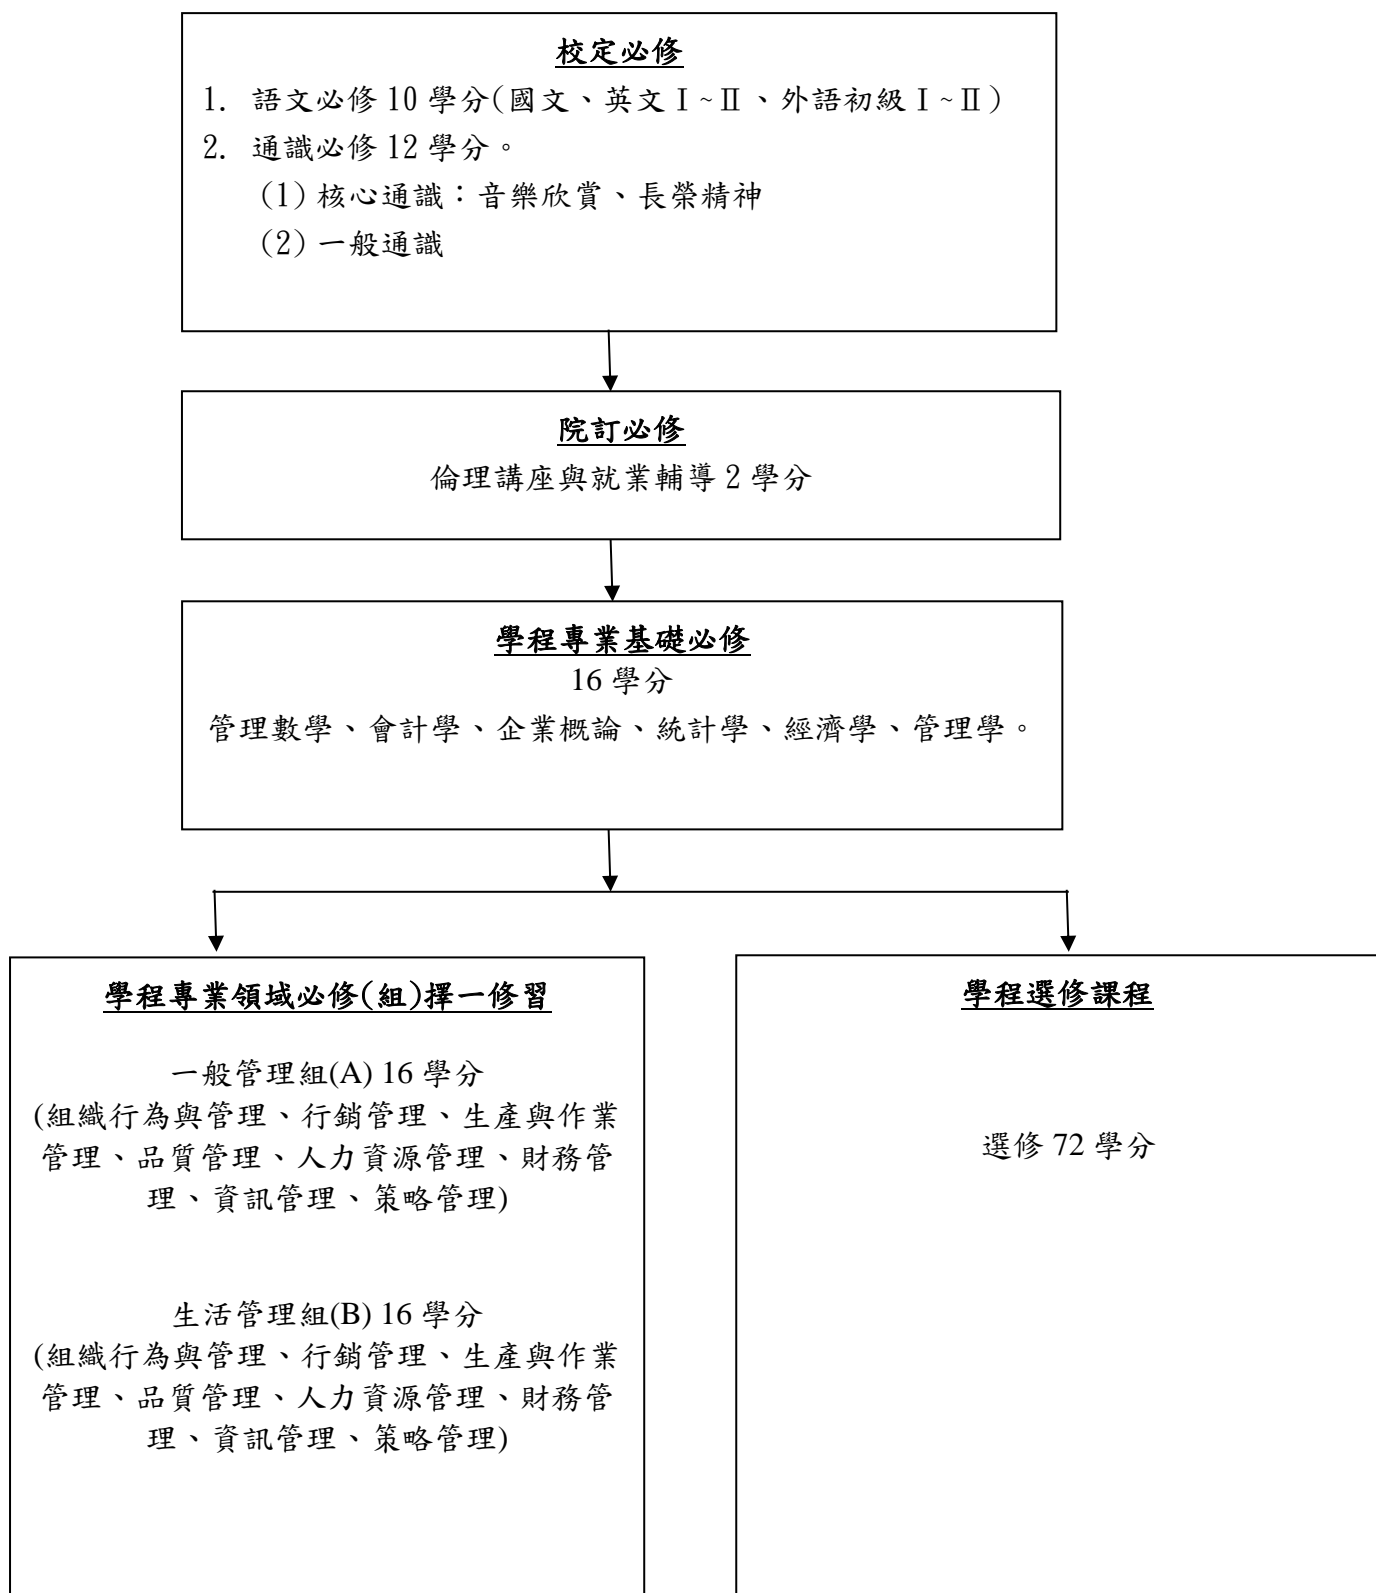 校定必修
1. 語文必修 10 學分(國文、英文Ⅰ~Ⅱ、外語初級Ⅰ~Ⅱ)
2. 通識必修 12 學分。
(1)核心通識：音樂欣賞、長榮精神
(2)一般通識
院訂必修
倫理講座與就業輔導 2 學分
學程專業基礎必修
16 學分
管理數學、會計學、企業概論、統計學、經濟學、管理學。
學程專業領域必修(組)擇一修習
一般管理組(A) 16 學分
(組織行為與管理、行銷管理、生產與作業
管理、品質管理、人力資源管理、財務管
理、資訊管理、策略管理)
生活管理組(B) 16 學分
(組織行為與管理、行銷管理、生產與作業
管理、品質管理、人力資源管理、財務管
理、資訊管理、策略管理)
學程選修課程
選修 72 學分